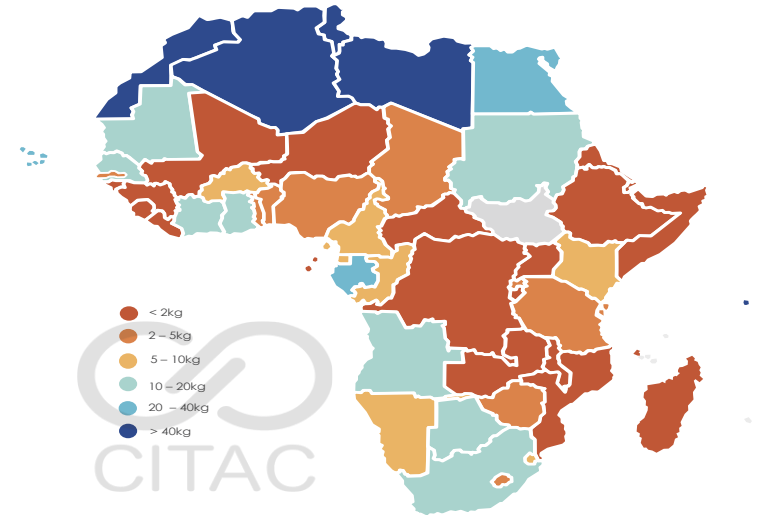 < 2kg
2 – 5kg
5 – 10kg
10 – 20kg
20 – 40kg
> 40kg
CITAC